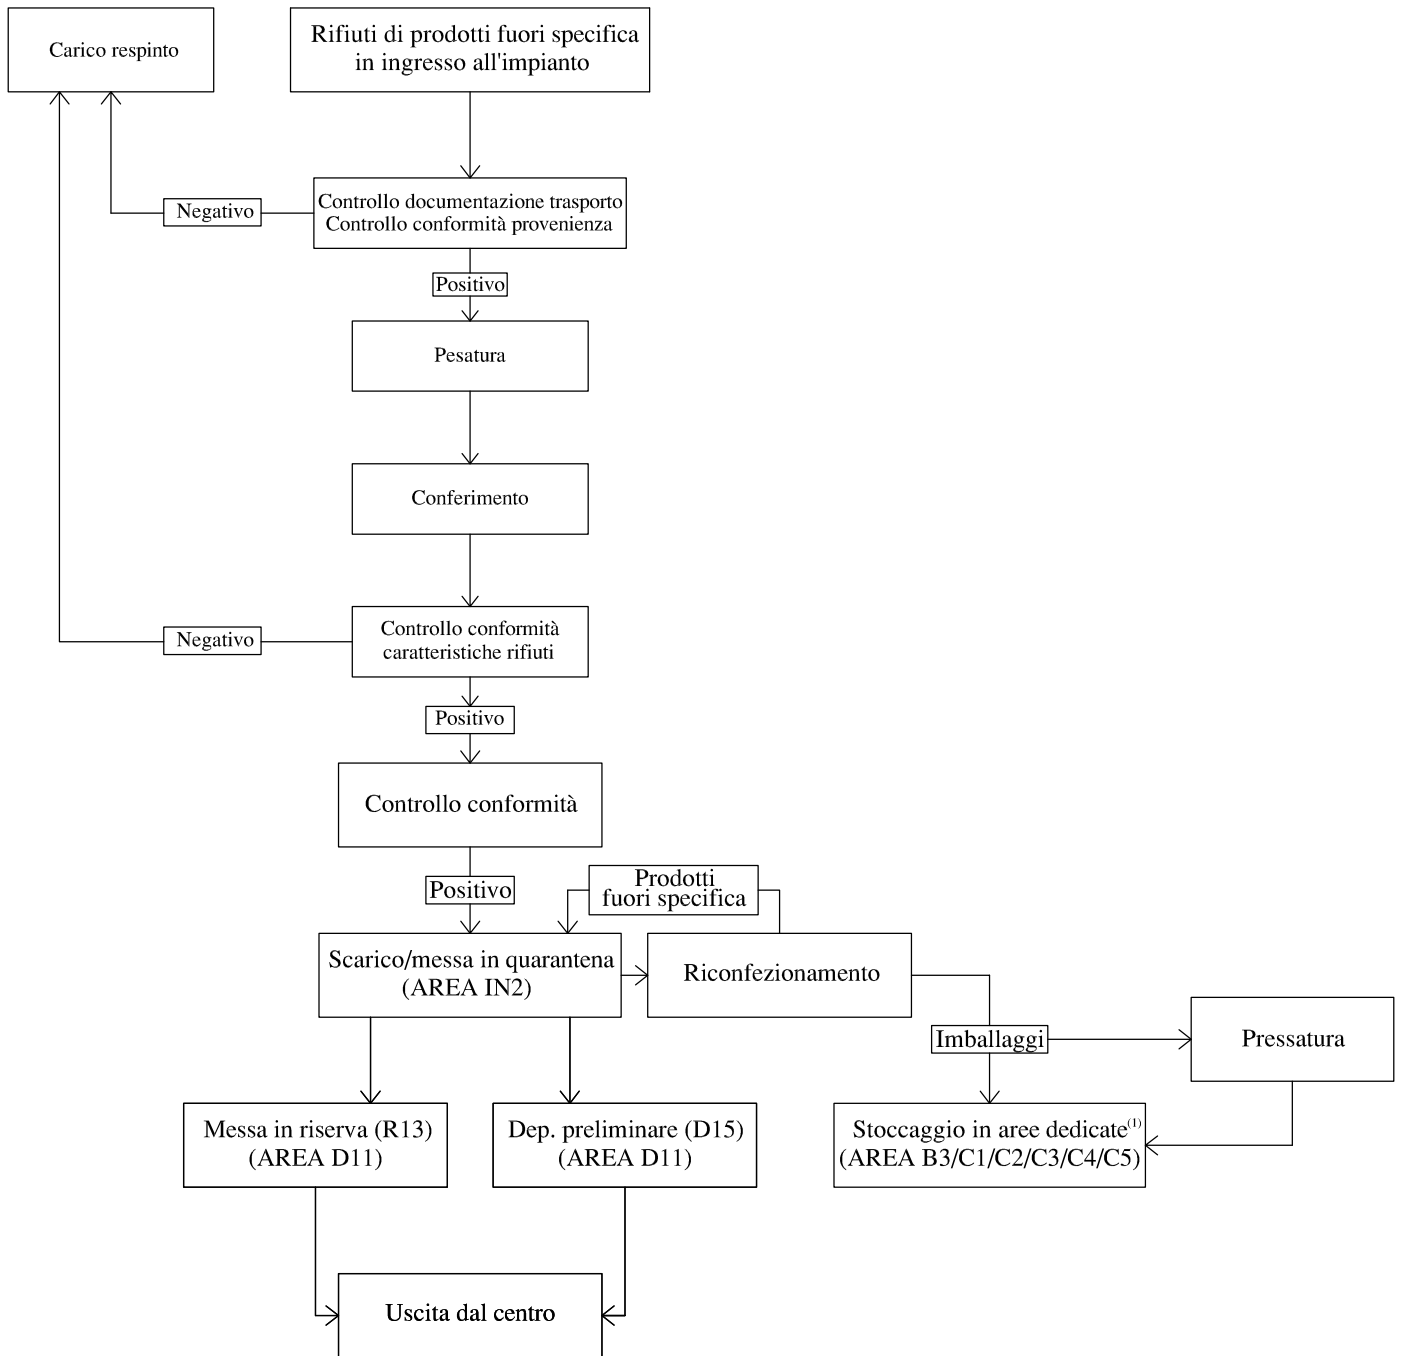 Carico respinto
Rifiuti di prodotti fuori specifica
in ingresso all'impianto
Controllo documentazione trasporto
Controllo conformità provenienza
Negativo
Positivo
Pesatura
Conferimento
Controllo conformità
caratteristiche rifiuti
Negativo
Positivo
Controllo conformità
Positivo
Prodotti
fuori specifica
Scarico/messa in quarantena
(AREA IN2)
Riconfezionamento
Imballaggi
Pressatura
Messa in riserva (R13)
(AREA D11)
Dep. preliminare (D15)
(AREA D11)
Stoccaggio in aree dedicate(1)
(AREA B3/C1/C2/C3/C4/C5)
Uscita dal centro